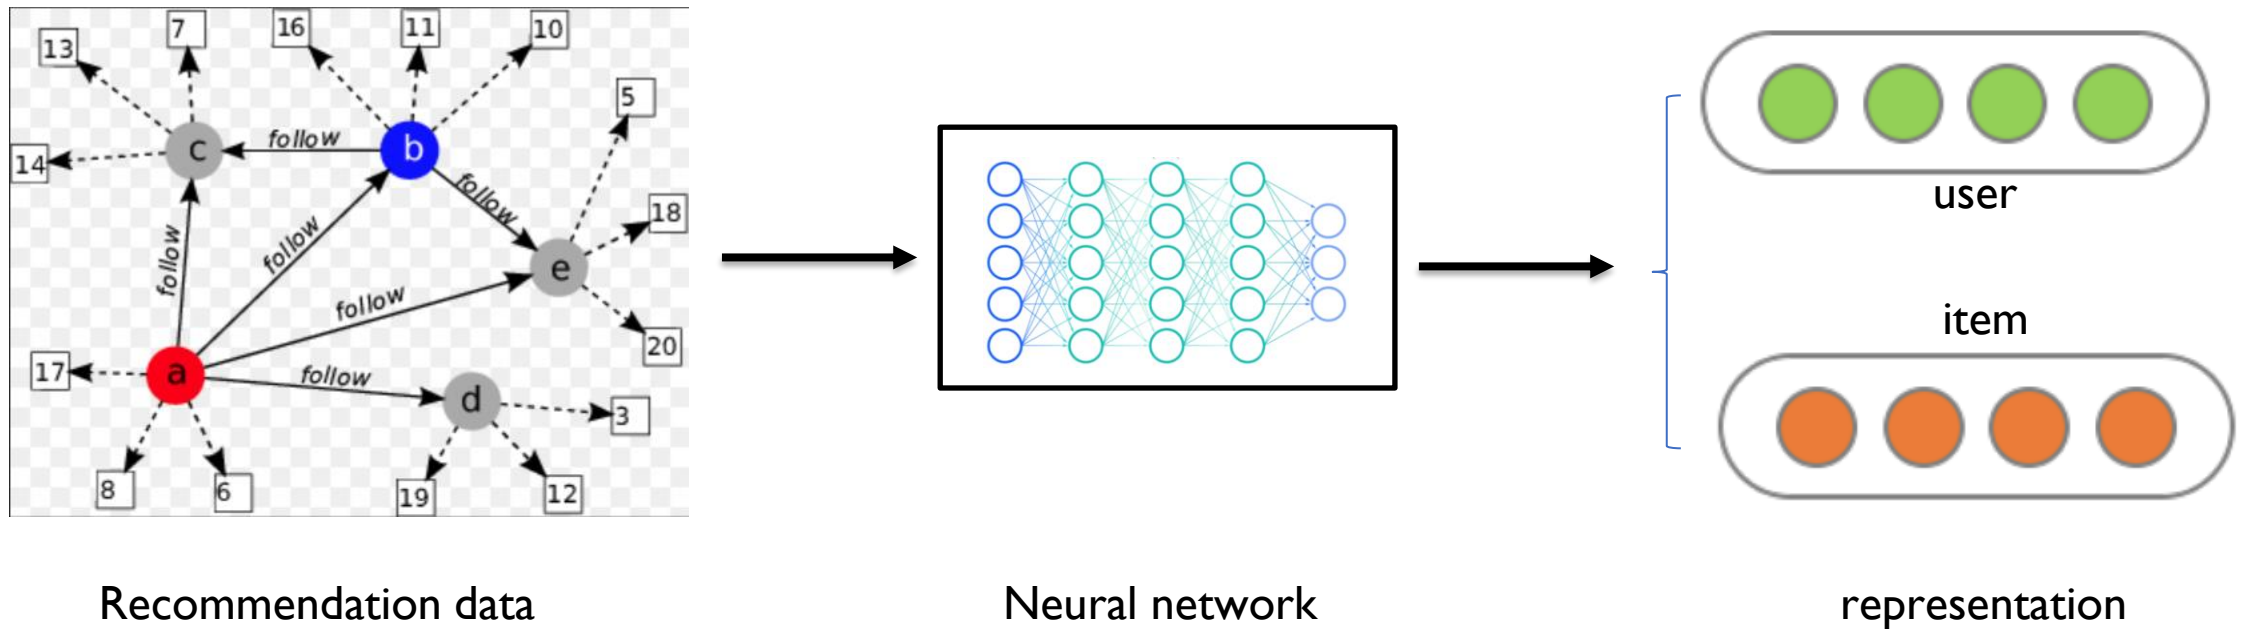 13
7
16
11
10
5
14
c
follow
b
follow
18
follow
follow
e
follow
20
17
a
follow
d
3
8
6
19
12
user
item
Recommendation data
Neural network
representation